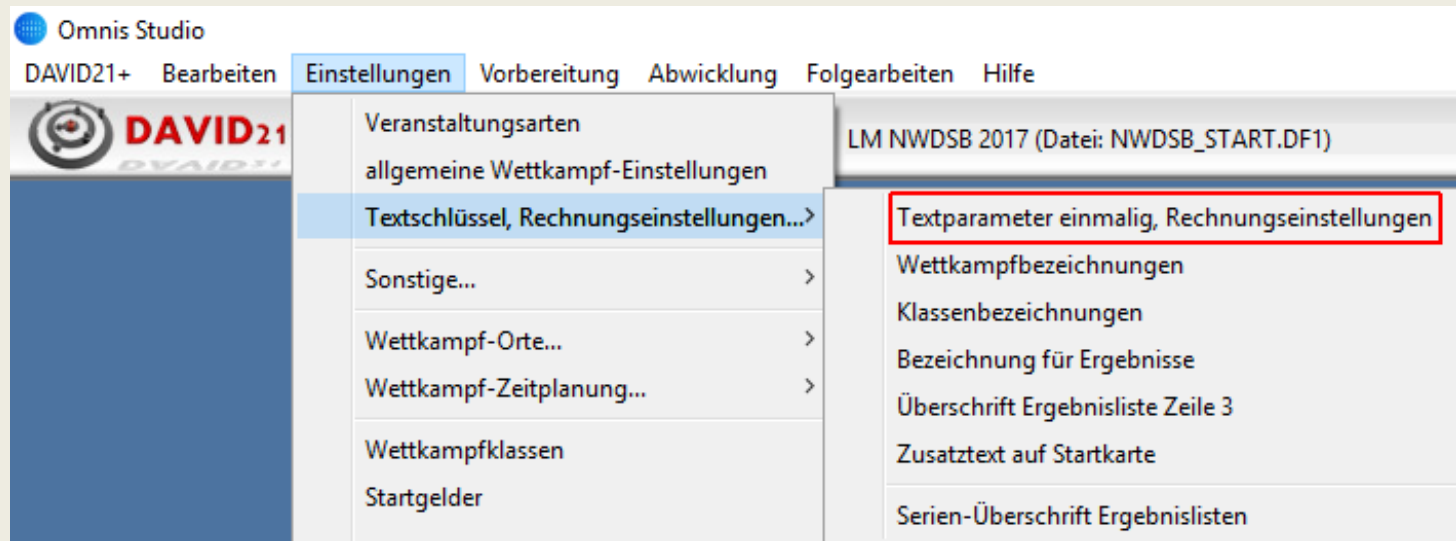 Omnis Studio
DAVID21+ Bearbeiten Einstellungen Vorbereitung Abwicklung Folgearbeiten Hilfe
DAVID21
LM NWDSB 2017 (Datei: NWDSB_START.DF1)
Veranstaltungsarten
allgemeine Wettkampf-Einstellungen
Textschlüssel, Rechnungseinstellungen...>
Sonstige... >
Wettkampf-Orte... >
Wettkampf-Zeitplanung... >
Wettkampfklassen
Startgelder
Textparameter einmalig, Rechnungseinstellungen
Wettkampfbezeichnungen
Klassenbezeichnungen
Bezeichnung für Ergebnisse
Überschrift Ergebnisliste Zeile 3
Zusatztext auf Startkarte
Serien-Überschrift Ergebnislisten